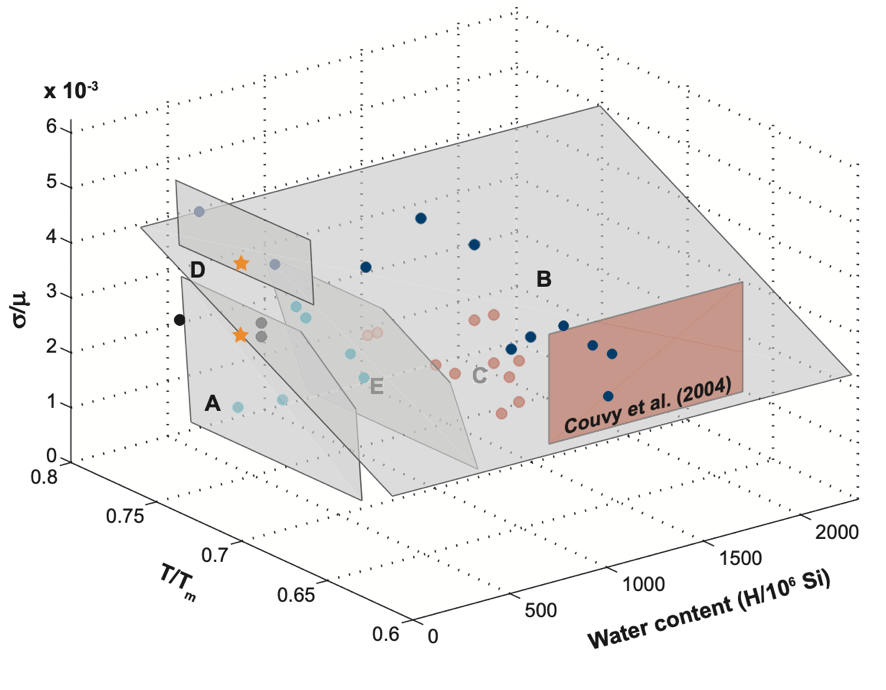 x 10⁻³
6
5
4
3
2
1
0
σ/μ
0.8
0.75
0.7
0.65
0.6
T/Tₘ
0
500
1000
1500
2000
Water content (H/10⁶ Si)
D
B
A
E
C
Couvy et al. (2004)